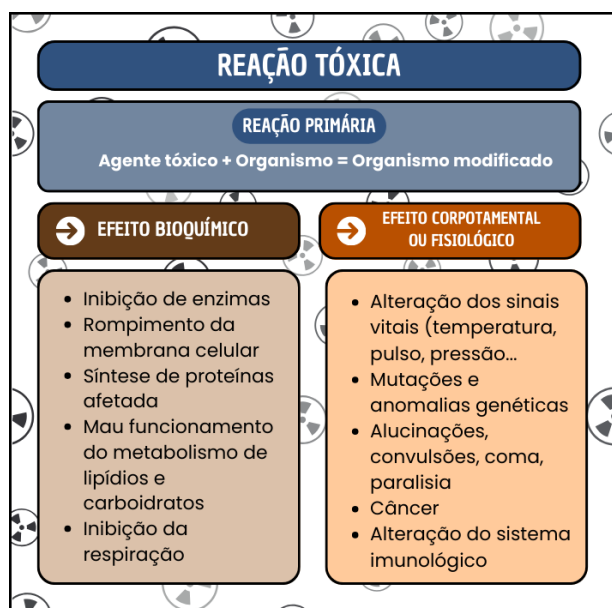 REAÇÃO TÓXICA
REAÇÃO PRIMÁRIA
Agente tóxico + Organismo = Organismo modificado
EFEITO BIOQUÍMICO
• Inibição de enzimas
• Rompimento da
membrana celular
• Síntese de proteínas
afetada
• Mau funcionamento
do metabolismo de
lipídios e
carboidratos
• Inibição da
respiração
EFEITO CORPOTAMENTAL
OU FISIOLÓGICO
• Alteração dos sinais
vitais (temperatura,
pulso, pressão...
• Mutações e
anomalias genéticas
• Alucinações,
convulsões, coma,
paralisia
• Câncer
• Alteração do sistema
imunológico